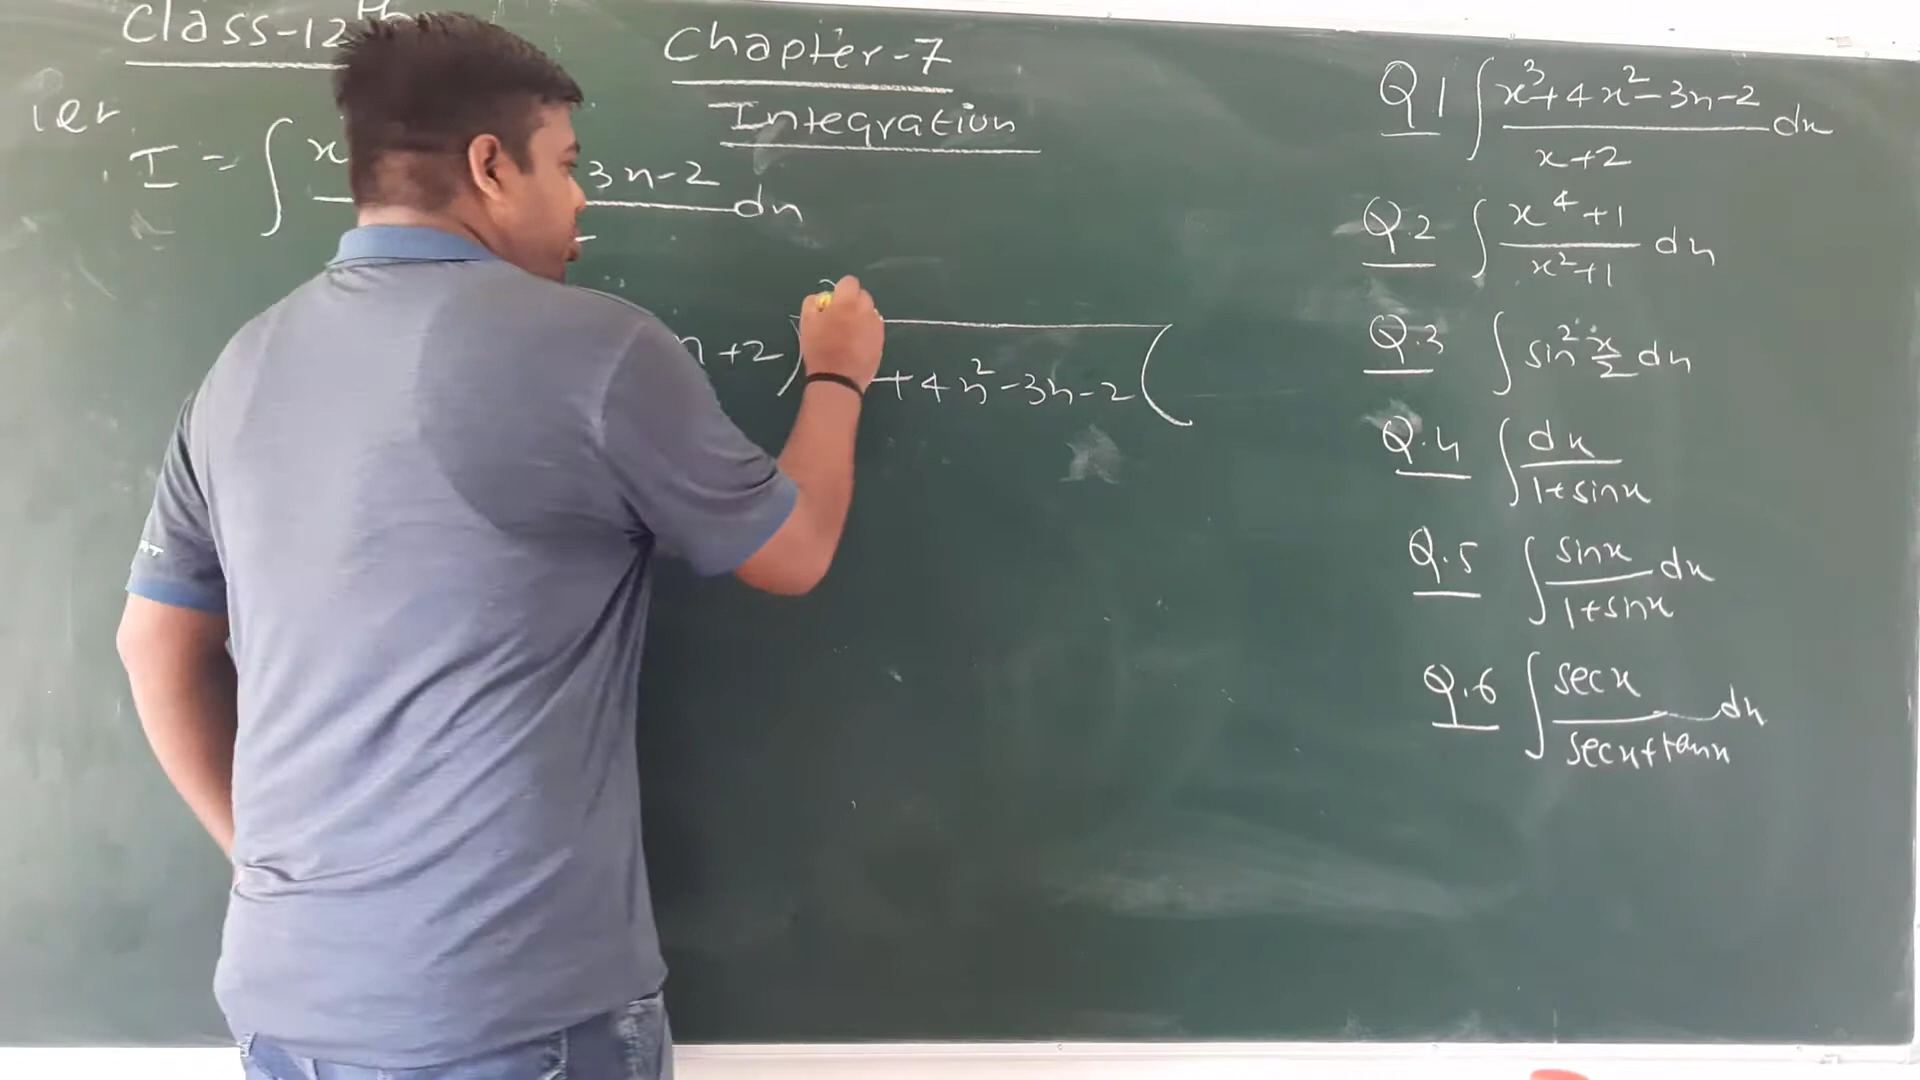 Class-12th
Chapter-7
Integration
Let
I = ∫ x 3x-2 dx
x+2) +4x²-3x-2 (
Q1 ∫ x³+4x²-3x-2 dx
x+2
Q.2 ∫ x⁴+1 dx
x²+1
Q.3 ∫ sin² x/2 dx
Q.4 ∫ dx
1+sinx
Q.5 ∫ sinx dx
1+sinx
Q.6 ∫ secx dx
secx+tanx